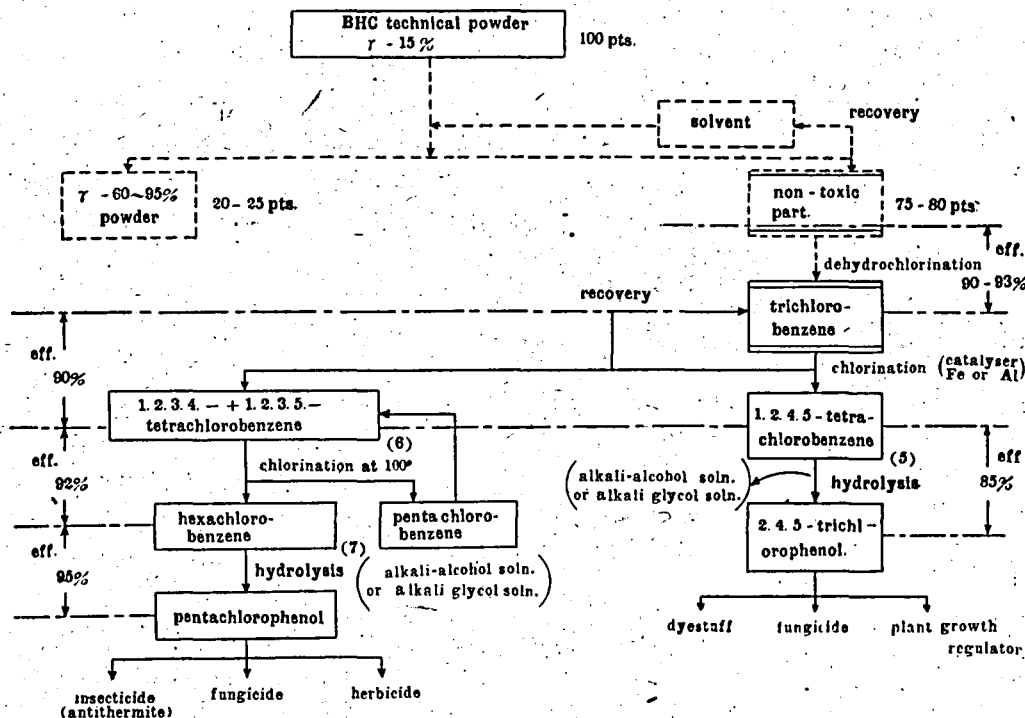 BHC technical powder
γ - 15 %
100 pts.
solvent
recovery
γ - 60~95%
powder
20 - 25 pts.
non - toxic
part.
75 - 80 pts.
eff.
90 - 93%
dehydrochlorination
recovery
trichloro-
benzene
eff.
90%
chlorination (catalyser
Fe or Al)
1. 2. 3. 4. — + 1. 2. 3. 5. —
tetrachlorobenzene
(6)
1. 2. 4. 5 - tetra-
chlorobenzene
(5)
eff.
92%
chlorination at 100°
(alkali-alcohol soln.
or alkali glycol soln.)
hydrolysis
eff
85%
hexachloro-
benzene
(7)
pentachloro-
benzene
2. 4. 5 - trichl-
orophenol.
eff.
95%
hydrolysis
(alkali-alcohol soln.
or alkali glycol soln.)
pentachlorophenol
dyestuff
fungicide
plant growth
regulator
insecticide
(antithermite)
fungicide
herbicide